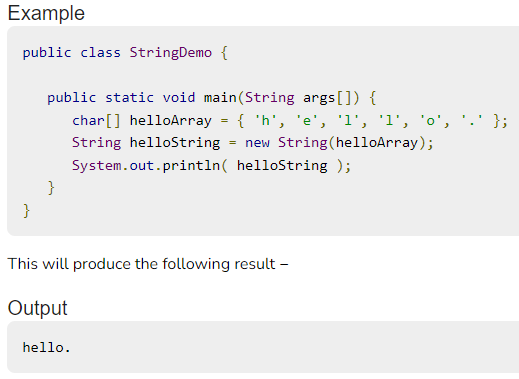 Example
public class StringDemo {
public static void main(String args[]) {
char[] helloArray = { 'h', 'e', 'l', 'l', 'o', '.' };
String helloString = new String(helloArray);
System.out.println( helloString );
}
}
This will produce the following result −
Output
hello.